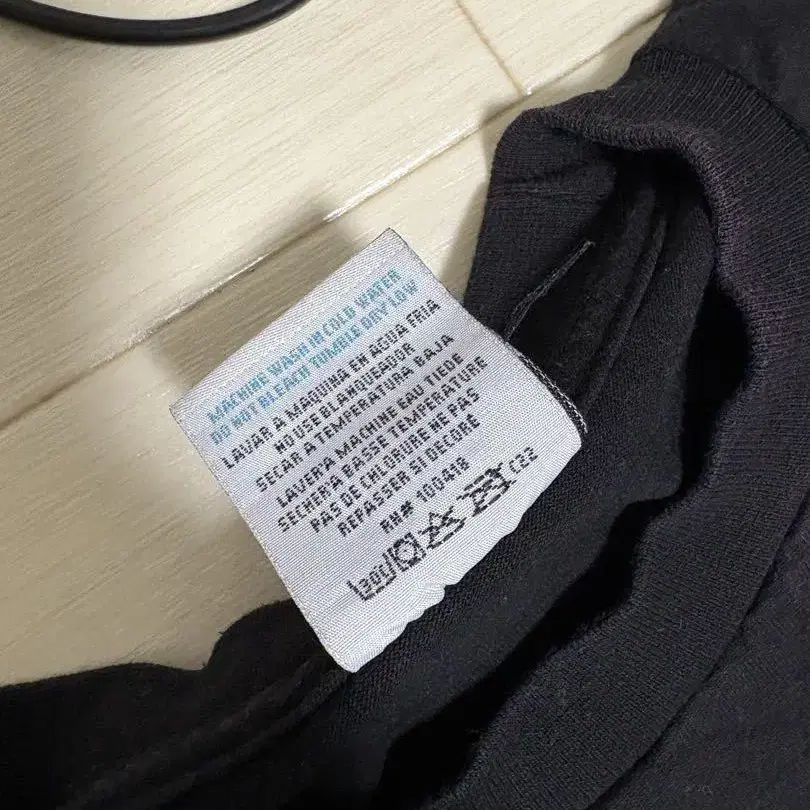 MACHINE WASH IN COLD WATER
DO NOT BLEACH TUMBLE DRY LOW
LAVAR A MAQUINA EN AGUA FRIA
NO USE BLANQUEADOR
SECAR A TEMPERATURA BAJA
LAVER'A MACHINE EAU TIEDE
SECHER'A BASSE TEMPERATURE
PAS DE CHLORURE NE PAS
REPASSER SI DECORÉ
RN# 100418
30 C22